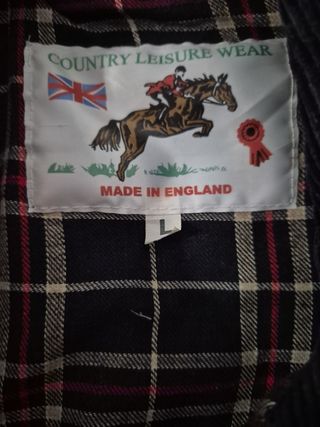 COUNTRY LEISURE WEAR
MADE IN ENGLAND
L